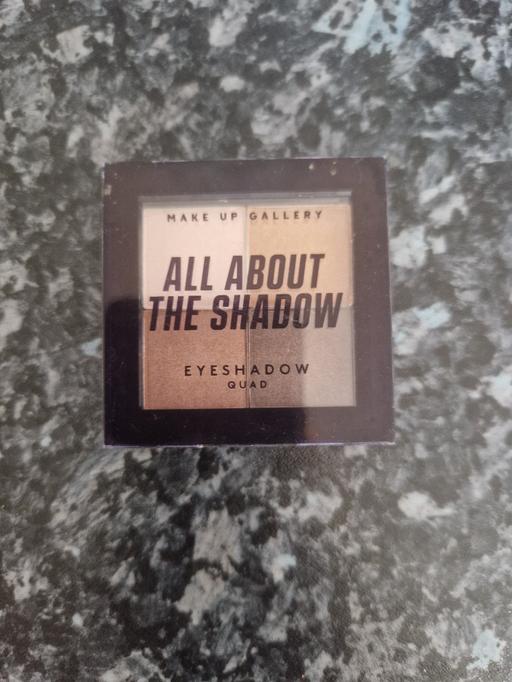 MAKE UP GALLERY
ALL ABOUT
THE SHADOW
EYESHADOW
QUAD